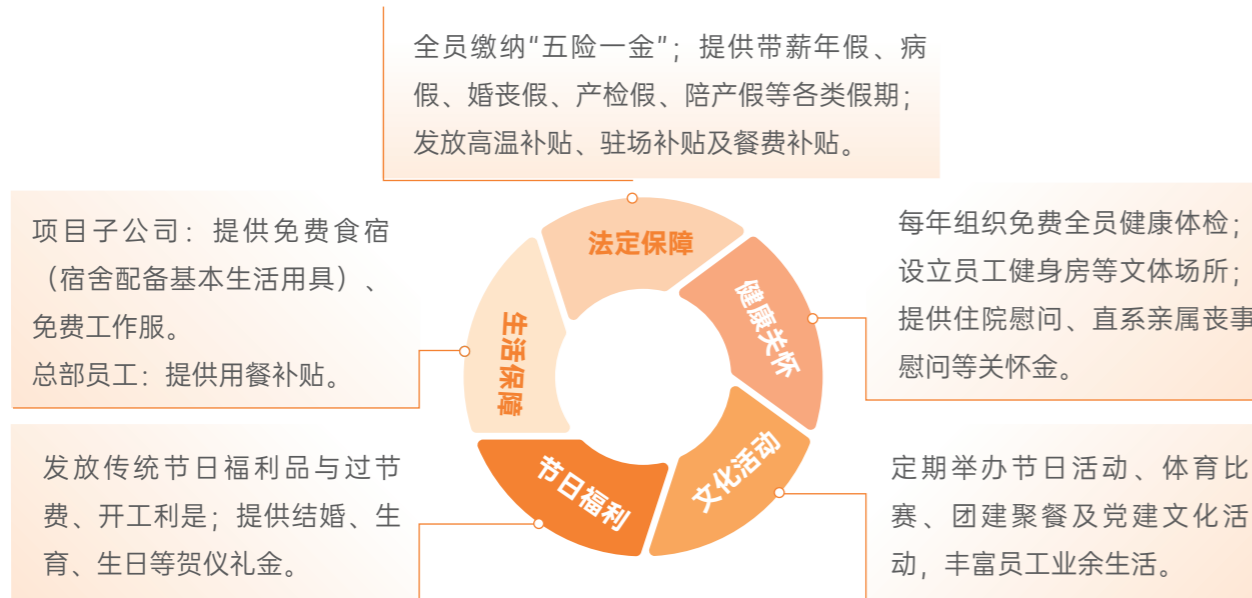 全员缴纳“五险一金”；提供带薪年假、病
假、婚丧假、产检假、陪产假等各类假期；
发放高温补贴、驻场补贴及餐费补贴。
项目子公司：提供免费食宿
（宿舍配备基本生活用具）、
免费工作服。
总部员工：提供用餐补贴。
每年组织免费全员健康体检；
设立员工健身房等文体场所；
提供住院慰问、直系亲属丧事
慰问等关怀金。
法定保障
健康关怀
生活保障
文化活动
节日福利
发放传统节日福利品与过节
费、开工利是；提供结婚、生
育、生日等贺仪礼金。
定期举办节日活动、体育比
赛、团建聚餐及党建文化活
动，丰富员工业余生活。